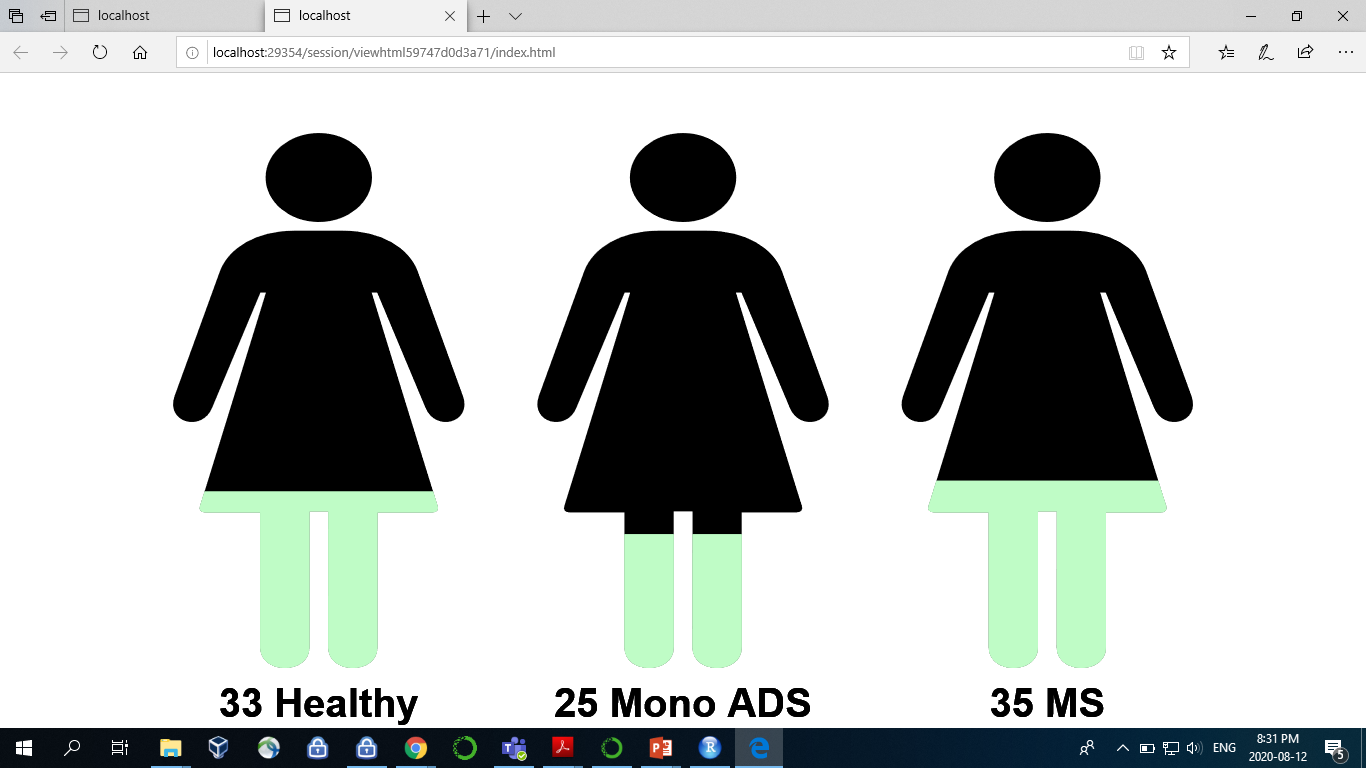 localhost
localhost
localhost:29354/session/viewhtml59747d0d3a71/index.html
33 Healthy
25 Mono ADS
35 MS
ENG
8:31 PM
2020-08-12
5